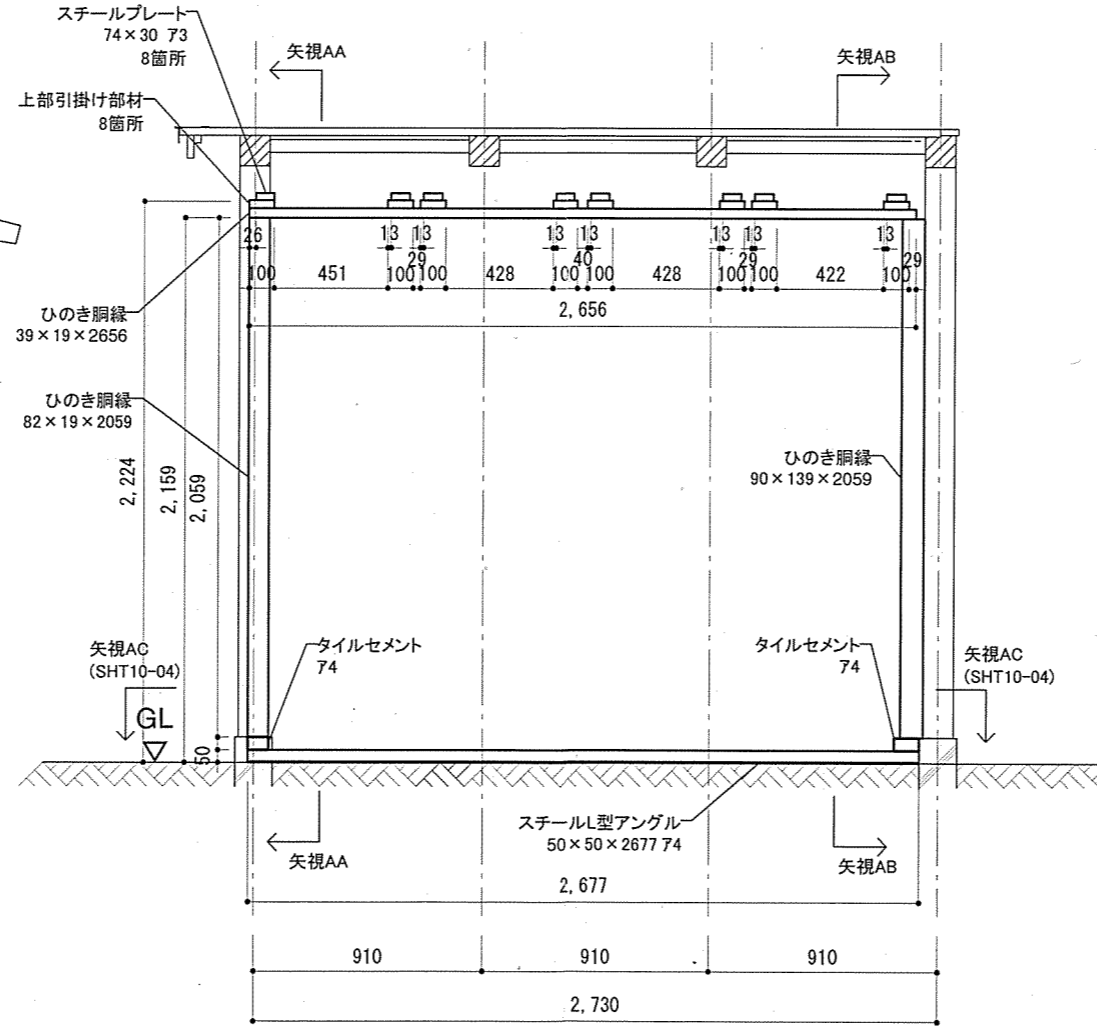 スチールプレート
74×30 ｱ3
8箇所
矢視AA
矢視AB
上部引掛け部材
8箇所
26
13
13
13
13
13
13
13
29
40
29
29
100
451
100
100
428
100
100
428
100
100
422
100
2,656
ひのき胴縁
39×19×2656
ひのき胴縁
82×19×2059
2,224
2,159
2,059
ひのき胴縁
90×139×2059
矢視AC
(SHT10-04)
タイルセメント
ｱ4
タイルセメント
ｱ4
矢視AC
(SHT10-04)
GL
50
スチールL型アングル
50×50×2677 ｱ4
矢視AA
矢視AB
2,677
910
910
910
2,730